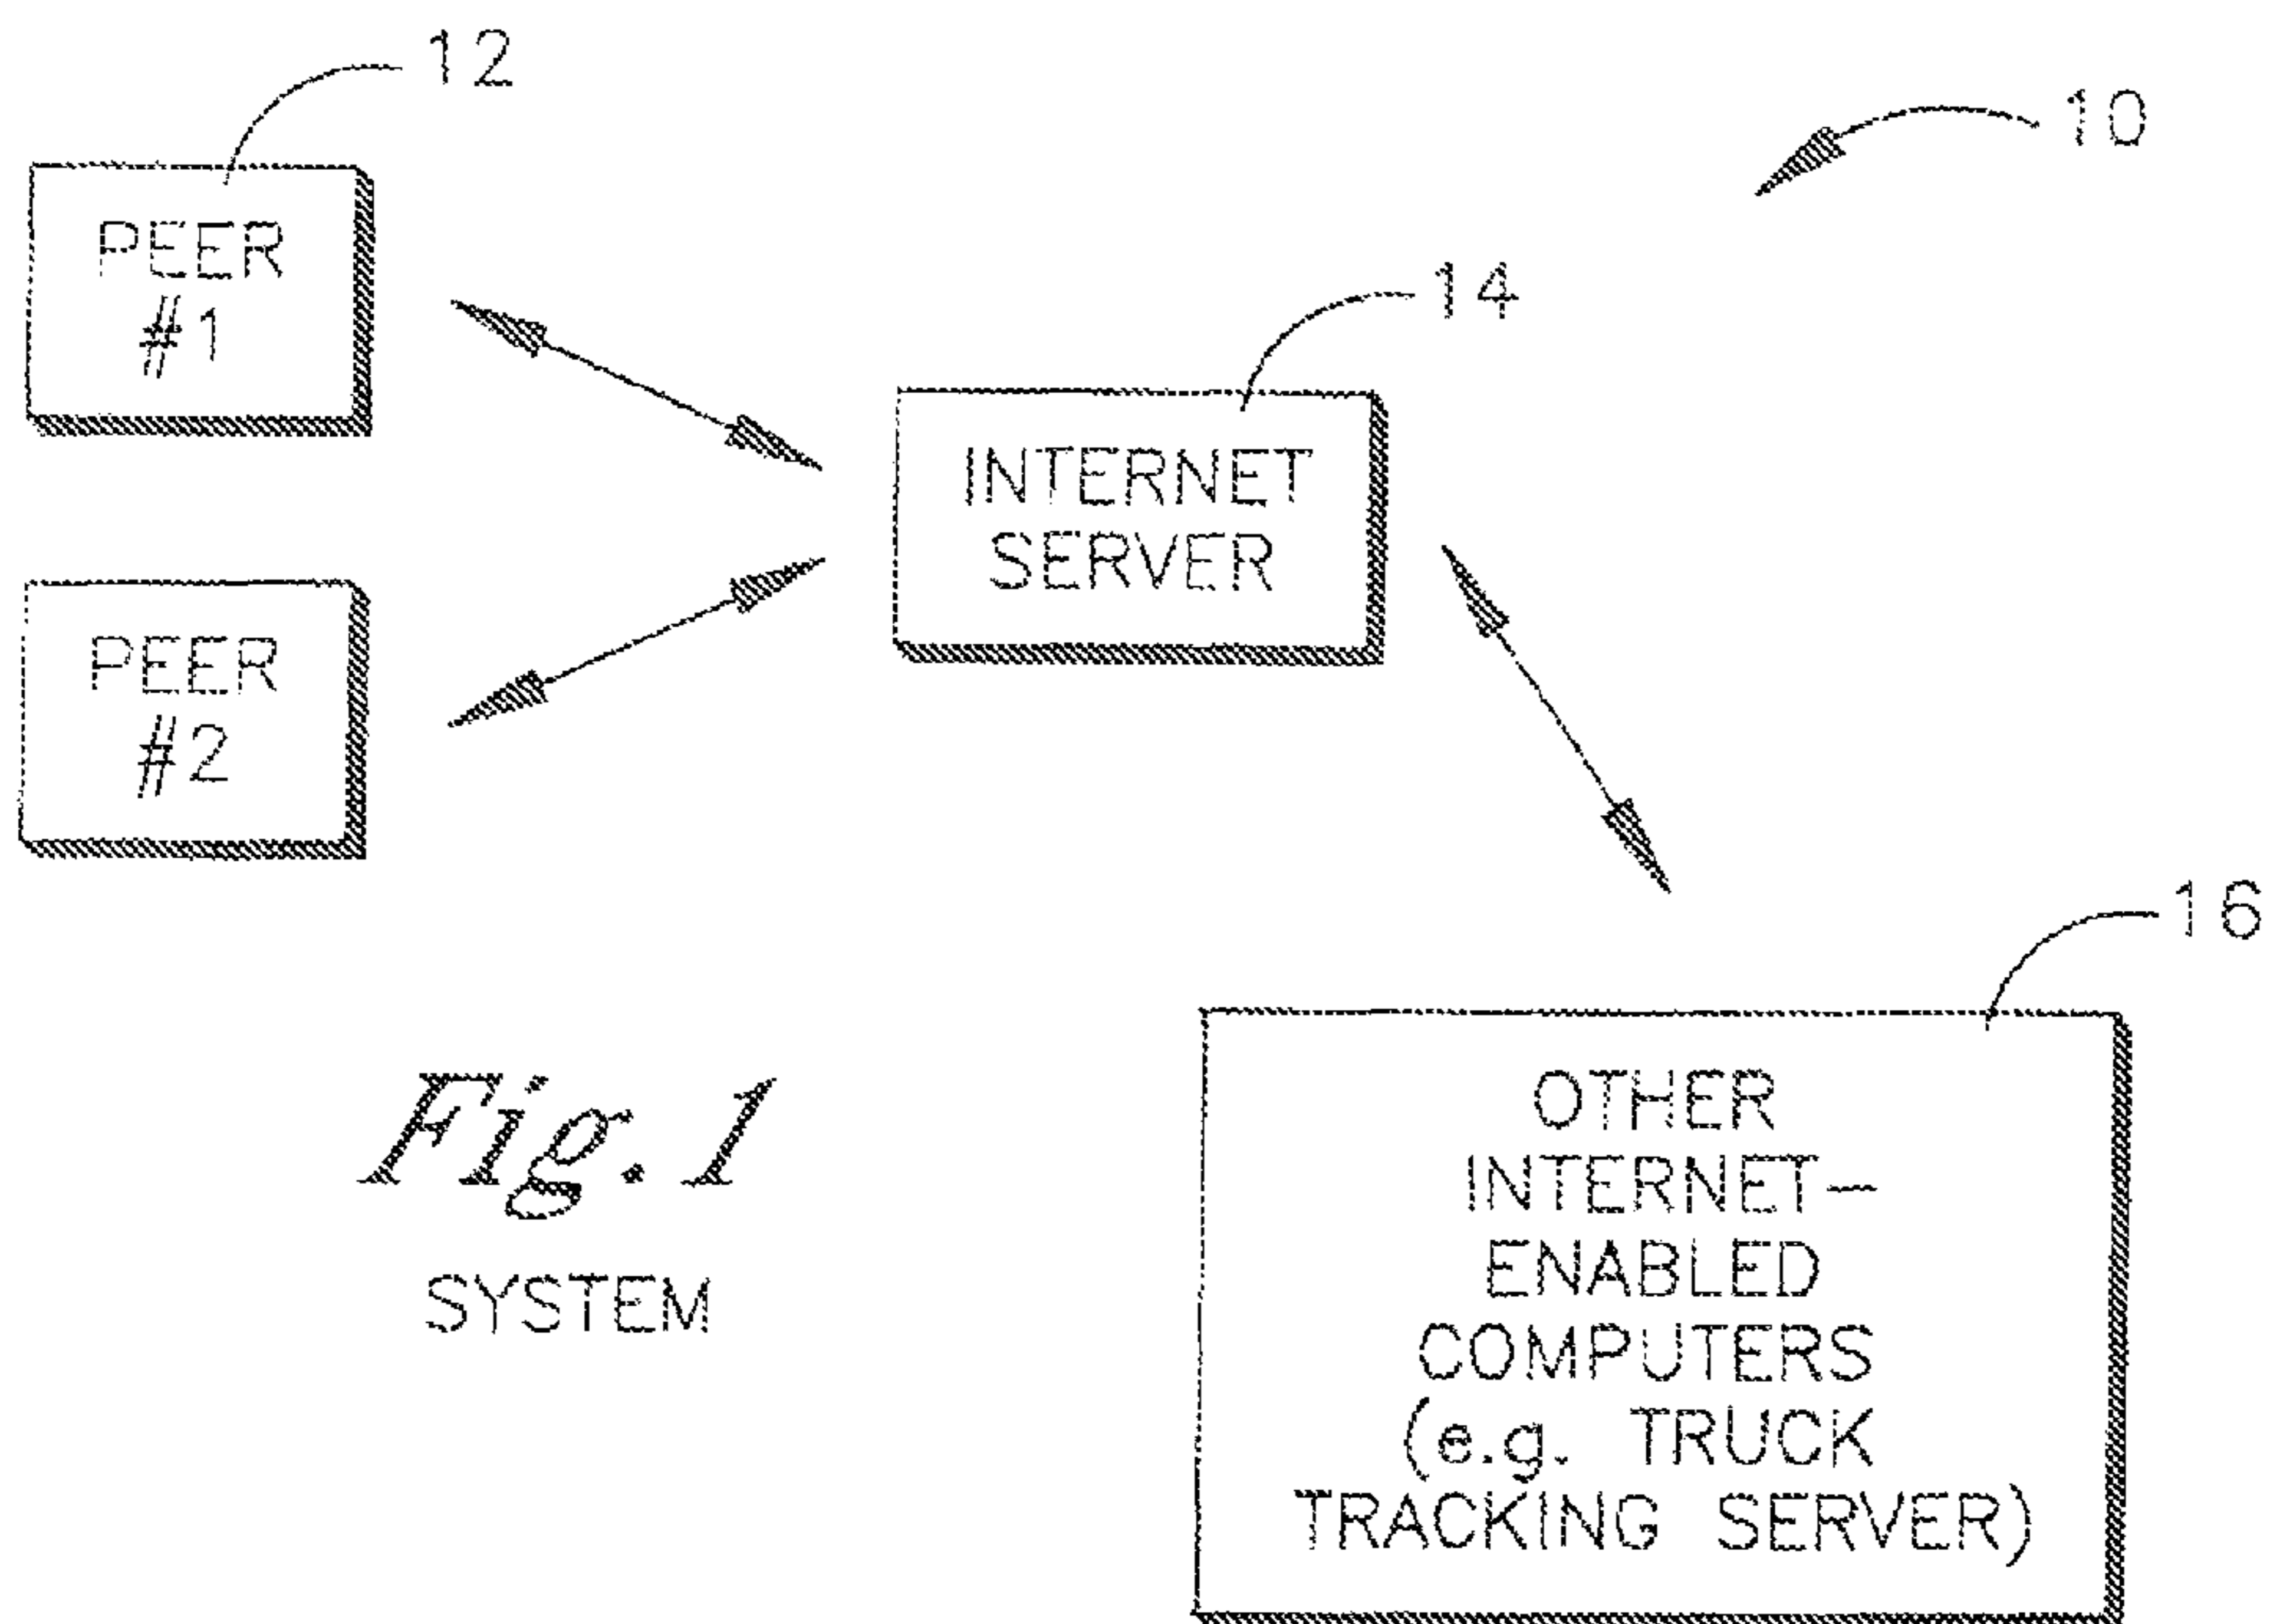 12
10
PEER
#1
14
INTERNET
SERVER
PEER
#2
16
OTHER
INTERNET-
ENABLED
COMPUTERS
(e.g. TRUCK
TRACKING SERVER)
Fig. 1
SYSTEM